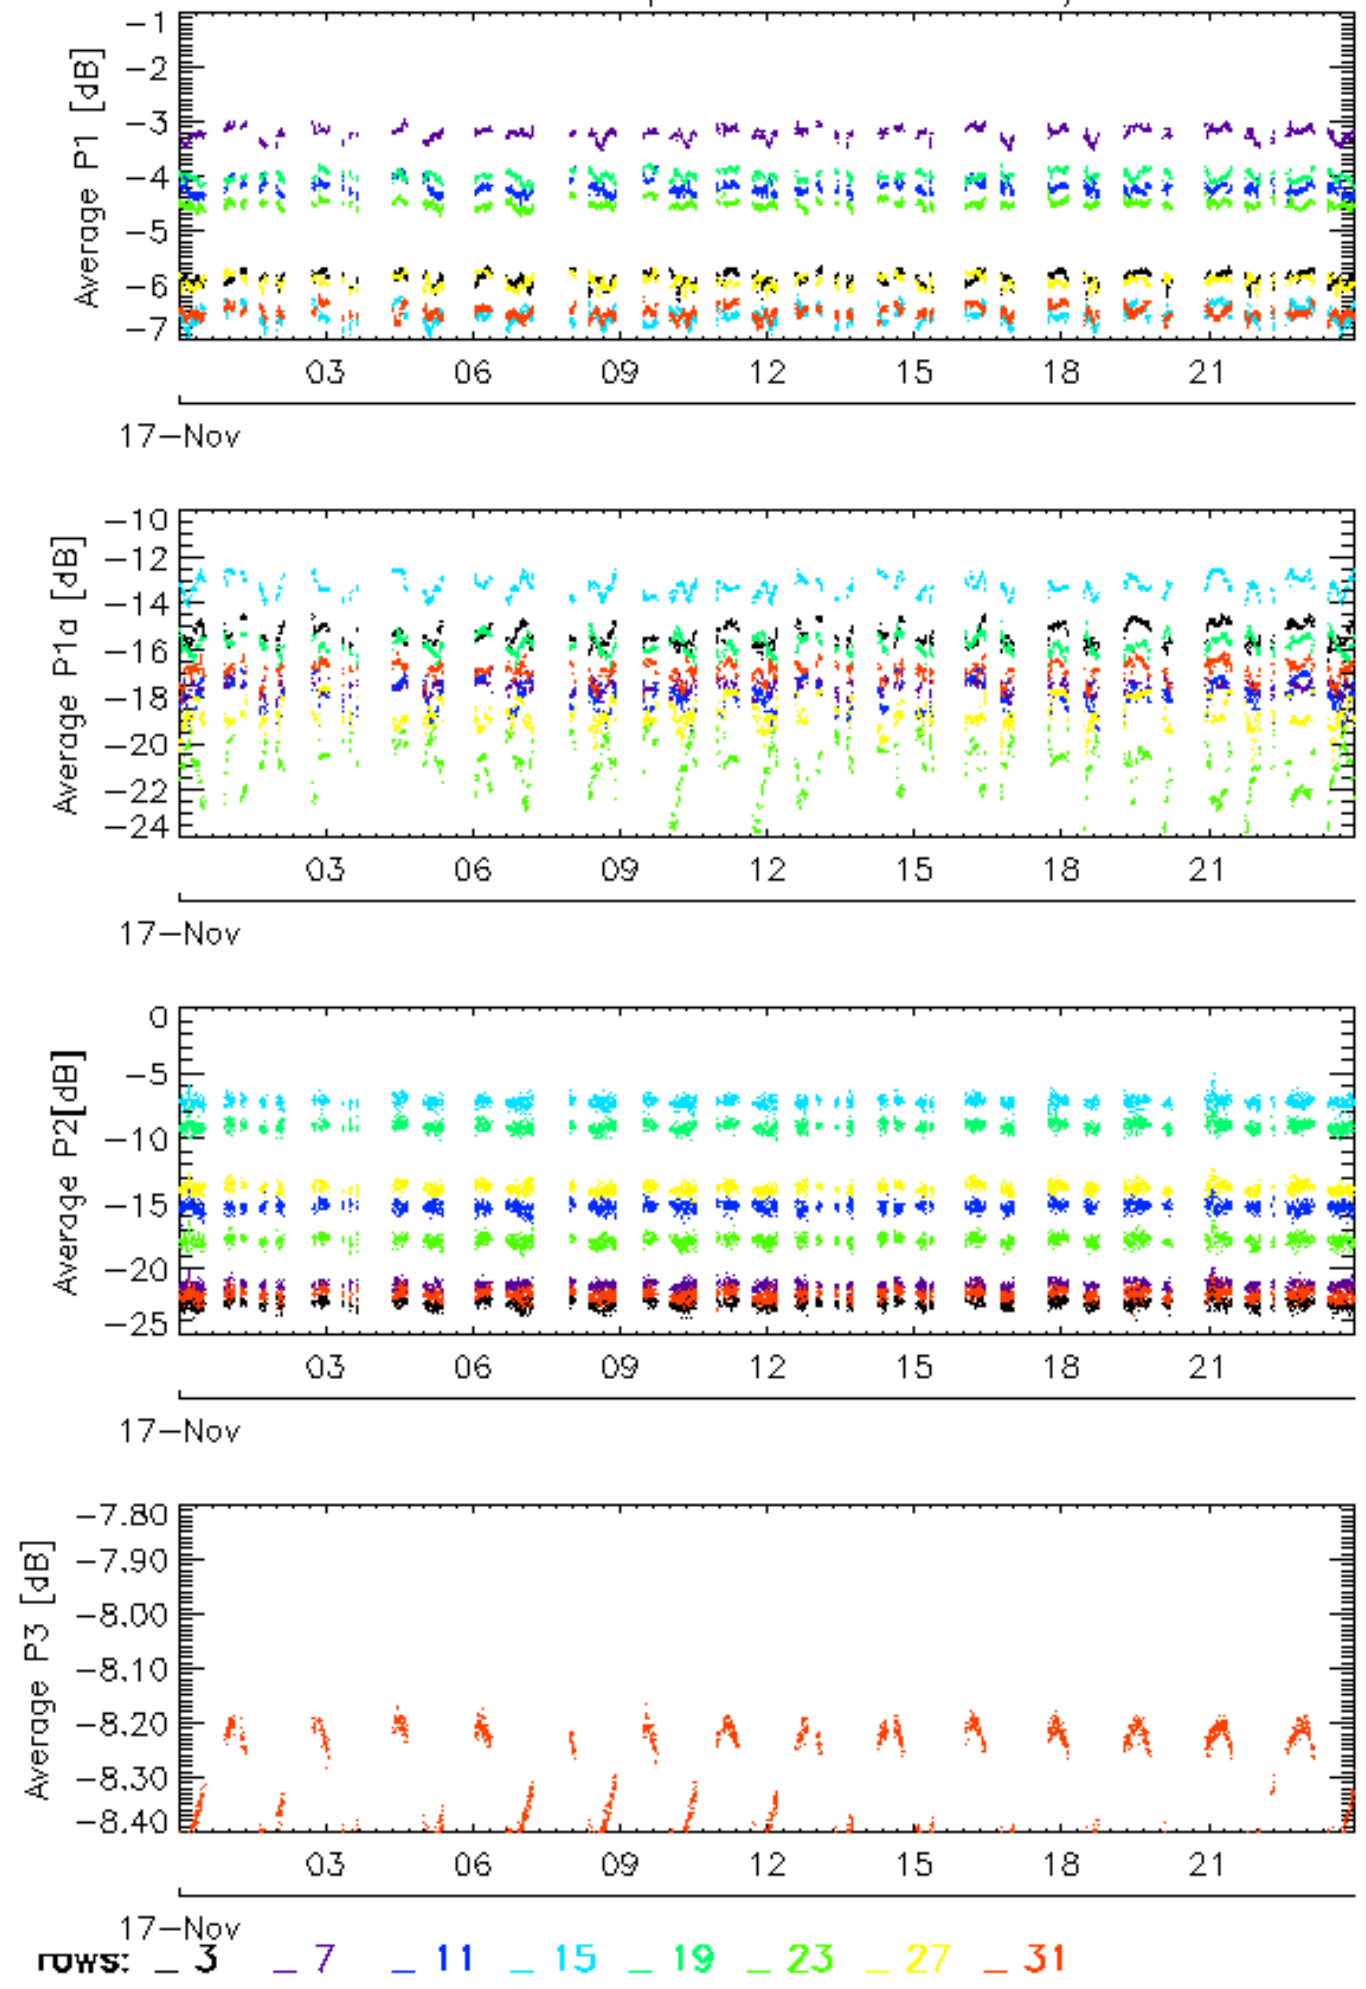 Average P1 [dB]
-1
-2
-3
-4
-5
-6
-7
03 06 09 12 15 18 21
17-Nov
Average P1a [dB]
-10
-12
-14
-16
-18
-20
-22
-24
03 06 09 12 15 18 21
17-Nov
Average P2[dB]
0
-5
-10
-15
-20
-25
03 06 09 12 15 18 21
17-Nov
Average P3 [dB]
-7.80
-7.90
-8.00
-8.10
-8.20
-8.30
-8.40
03 06 09 12 15 18 21
17-Nov
rows: _ 3 _ 7 _ 11 _ 15 _ 19 _ 23 _ 27 _ 31